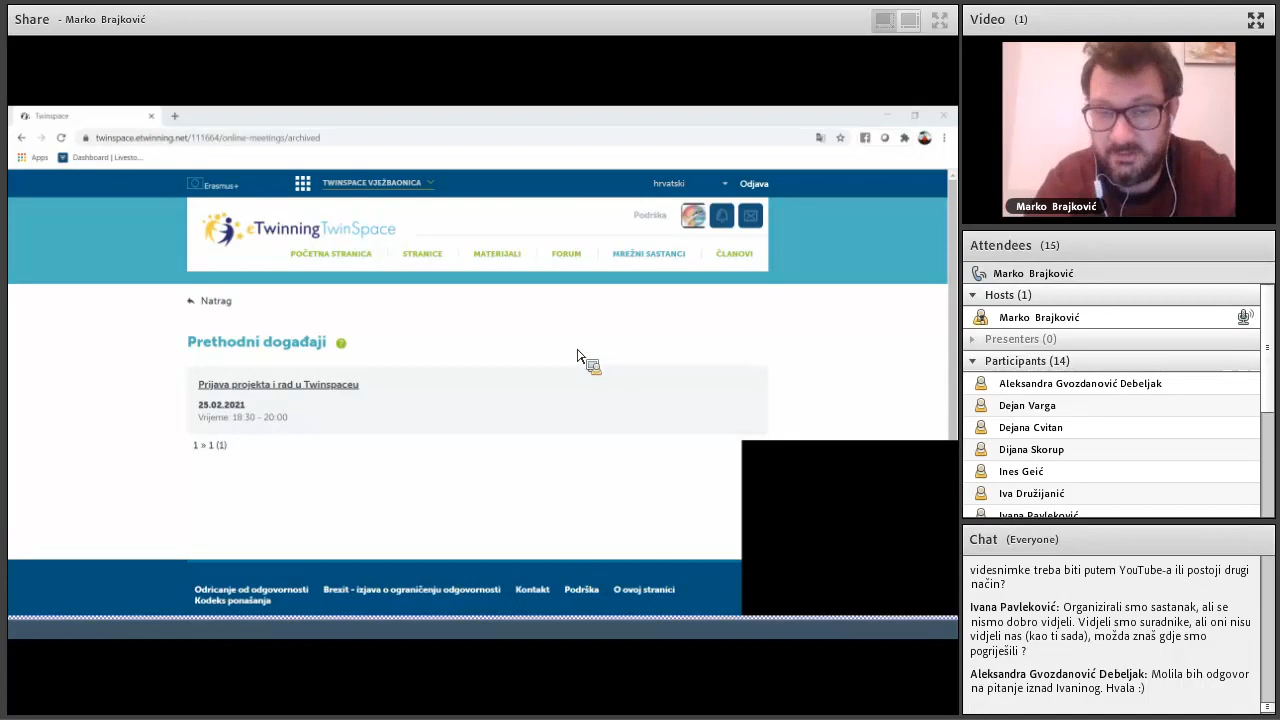 Share - Marko Brajković
Twinspace
twinspace.etwinning.net/111664/online-meetings/archived
Apps Dashboard | Livesto...
Erasmus+ TWINSPACE VJEŽBAONICA hrvatski Odjava
eTwinningTwinSpace
Podrška
POČETNA STRANICA STRANICE MATERIJALI FORUM MREŽNI SASTANCI ČLANOVI
Natrag
Prethodni događaji ?
Prijava projekta i rad u Twinspaceu
25.02.2021
Vrijeme: 18:30 - 20:00
1 » 1 (1)
Odricanje od odgovornosti Brexit - izjava o ograničenju odgovornosti Kontakt Podrška O ovoj stranici
Kodeks ponašanja
Video (1)
Marko Brajković
Attendees (15)
Marko Brajković
Hosts (1)
Marko Brajković
Presenters (0)
Participants (14)
Aleksandra Gvozdanović Debeljak
Dejan Varga
Dejana Cvitan
Dijana Skorup
Ines Geić
Iva Družijanić
Ivana Pavleković
Chat (Everyone)
videsnimke treba biti putem YouTube-a ili postoji drugi
način?
Ivana Pavleković: Organizirali smo sastanak, ali se
nismo dobro vidjeli. Vidjeli smo suradnike, ali oni nisu
vidjeli nas (kao ti sada), možda znaš gdje smo
pogriješili ?
Aleksandra Gvozdanović Debeljak: Molila bih odgovor
na pitanje iznad Ivaninog. Hvala :)